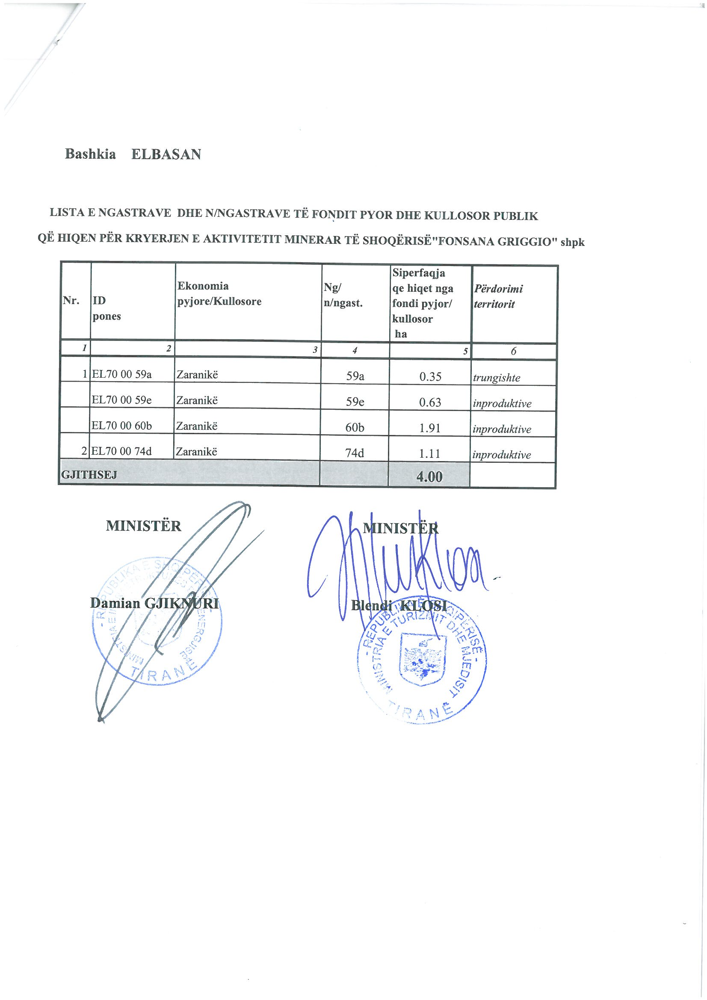 Bashkia ELBASAN
LISTA E NGASTRAVE DHE N/NGASTRAVE TË FONDIT PYOR DHE KULLOSOR PUBLIK
QË HIQEN PËR KRYERJEN E AKTIVITETIT MINERAR TË SHOQËRISË"FONSANA GRIGGIO" shpk
Nr. ID pones Ekonomia pyjore/Kullosore Ng/ n/ngast. Siperfaqja qe hiqet nga fondi pyjor/ kullosor ha Përdorimi territorit
1 2 3 4 5 6
1 EL70 00 59a Zaranikë 59a 0.35 trungishte
EL70 00 59e Zaranikë 59e 0.63 inproduktive
EL70 00 60b Zaranikë 60b 1.91 inproduktive
2 EL70 00 74d Zaranikë 74d 1.11 inproduktive
GJITHSEJ 4.00
MINISTËR MINISTËR
Damian GJIKNURI Blendi KLOSI
- REPUBLIKA E SHQIPËRISË -
ENERGJISË
TIRANË
- REPUBLIKA E SHQIPËRISË -
MINISTRIA E TURIZMIT DHE MJEDISIT
TIRANË